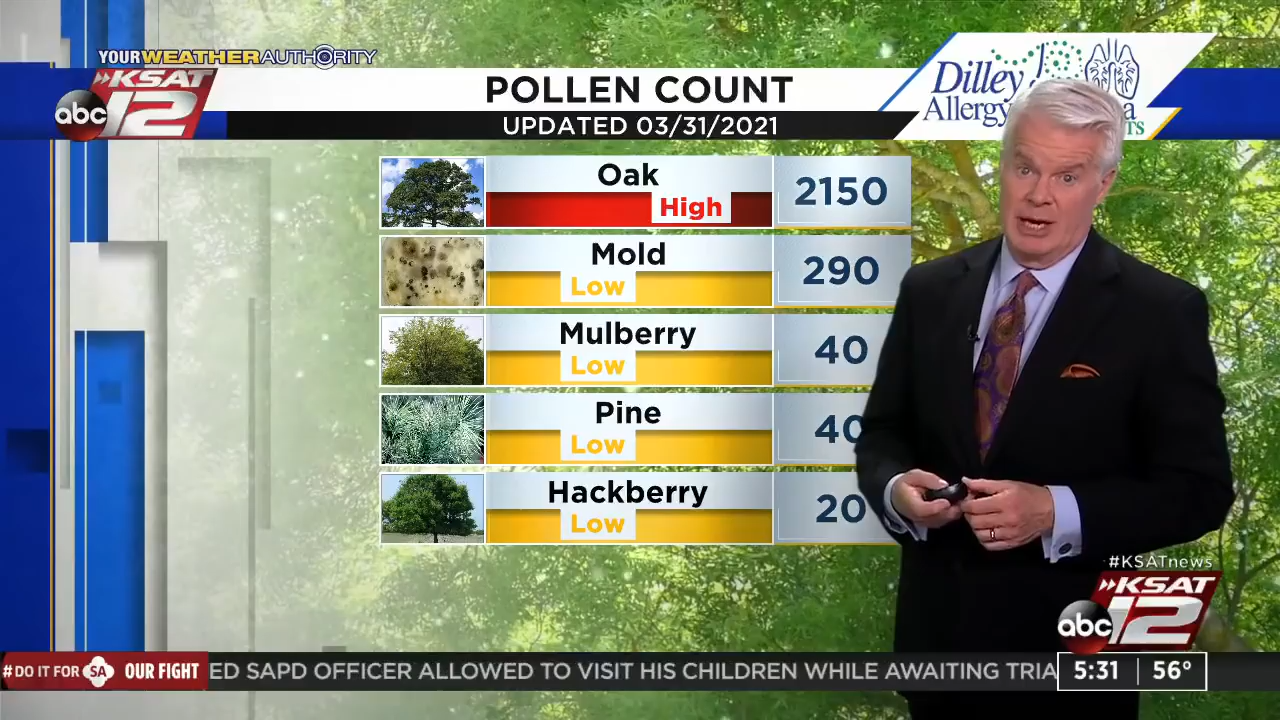 YOUR WEATHER AUTHORITY
KSAT
abc 12
POLLEN COUNT
UPDATED 03/31/2021
Dilley
Allergy
Oak
High
2150
Mold
Low
290
Mulberry
Low
40
Pine
Low
40
Hackberry
Low
20
#KSATnews
KSAT
abc 12
#DO IT FOR SA OUR FIGHT
ED SAPD OFFICER ALLOWED TO VISIT HIS CHILDREN WHILE AWAITING TRIA
5:31 56°